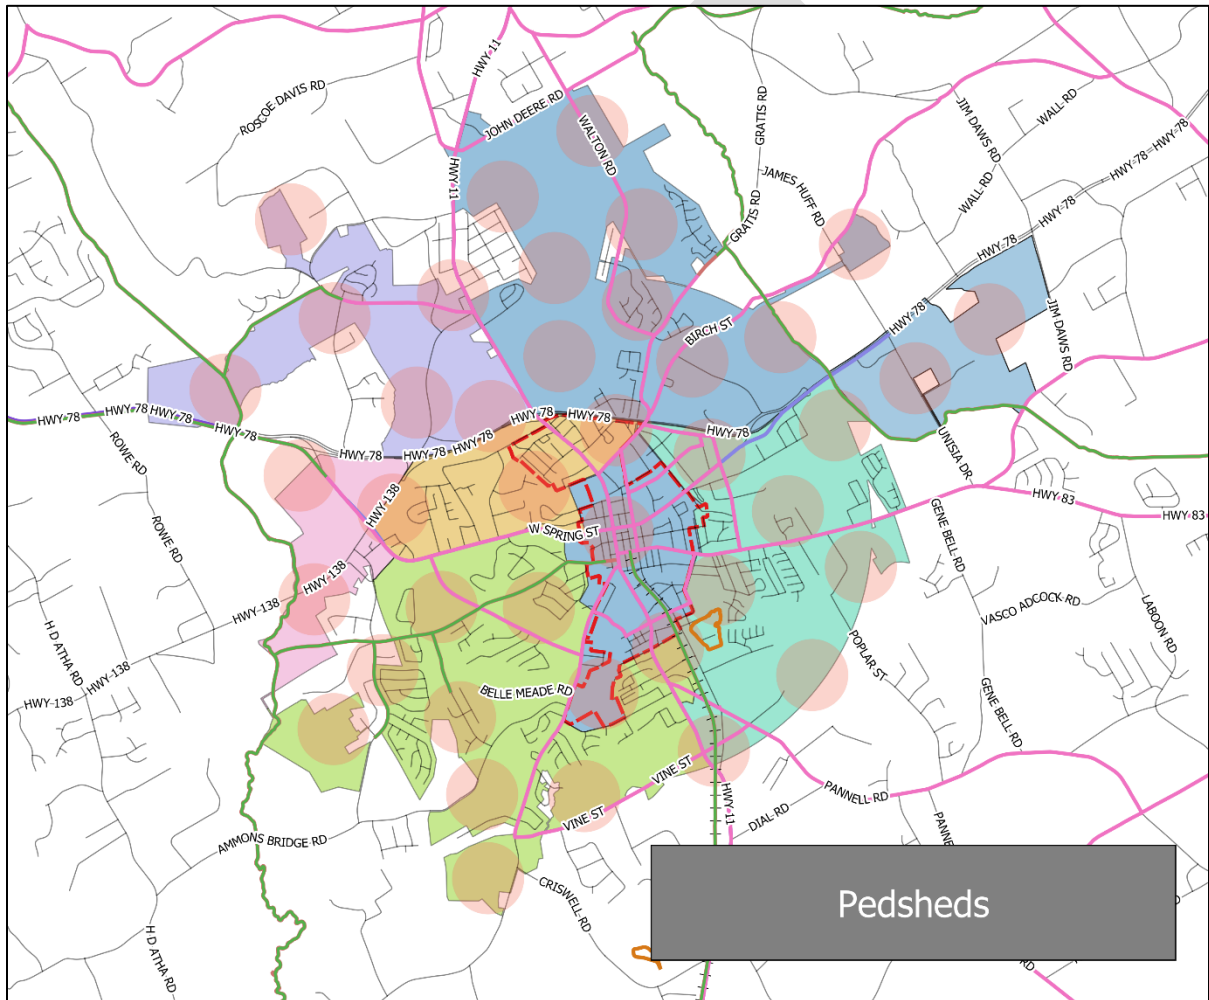 HWY 11
ROSCOE DAVIS RD
JOHN DEERE RD
WALTON RD
GRATIS RD
JIM DAWS RD
WALL RD
HWY 78
HWY 78
HWY 11
JAMES HUFF RD
WALL RD
GRATIS RD
HWY 78
HWY 78
JIM DAWS RD
HWY 78
BIRCH ST
HWY 78
HWY 78
HWY 78
HWY 78
HWY 78
HWY 78
HWY 78
HWY 78
HWY 78
HWY 78
HWY 78
ROWE RD
UNISIA DR
HWY 138
HWY 83
HWY 83
ROWE RD
W SPRING ST
GENE BELL RD
HWY 138
HWY 138
VASCO ADCOCK RD
LABOON RD
H D ATHA RD
POPLAR ST
HWY 138
HWY 138
BELLE MEADE RD
GENE BELL RD
VINE ST
HWY 11
PANNELL RD
VINE ST
DIAL RD
AMMONS BRIDGE RD
PANNE
CRISWELL RD
Pedsheds
H D ATHA RD
RD